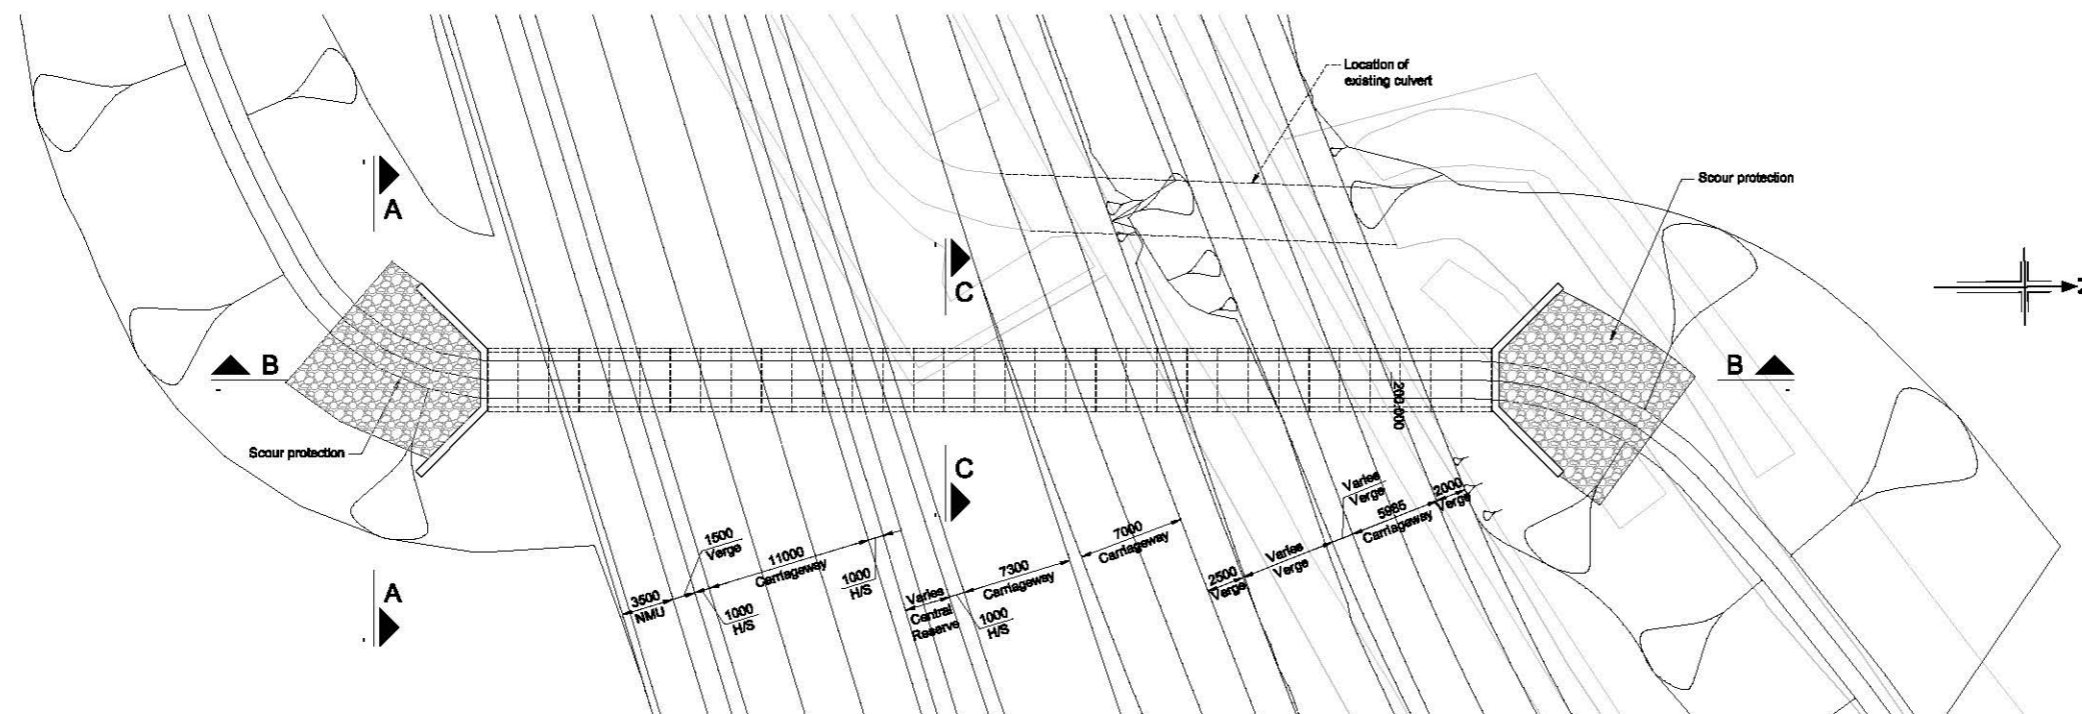 Location of
existing culvert
Scour protection
A
C
B
B
Z
200.000
Scour protection
C
A
3500
NMU
1500
Verge
1000
H/S
11000
Carriageway
1000
H/S
Varies
Central
Reserve
1000
H/S
7300
Carriageway
7000
Carriageway
2500
Verge
Varies
Verge
Varies
Verge
5985
Carriageway
2000
Verge